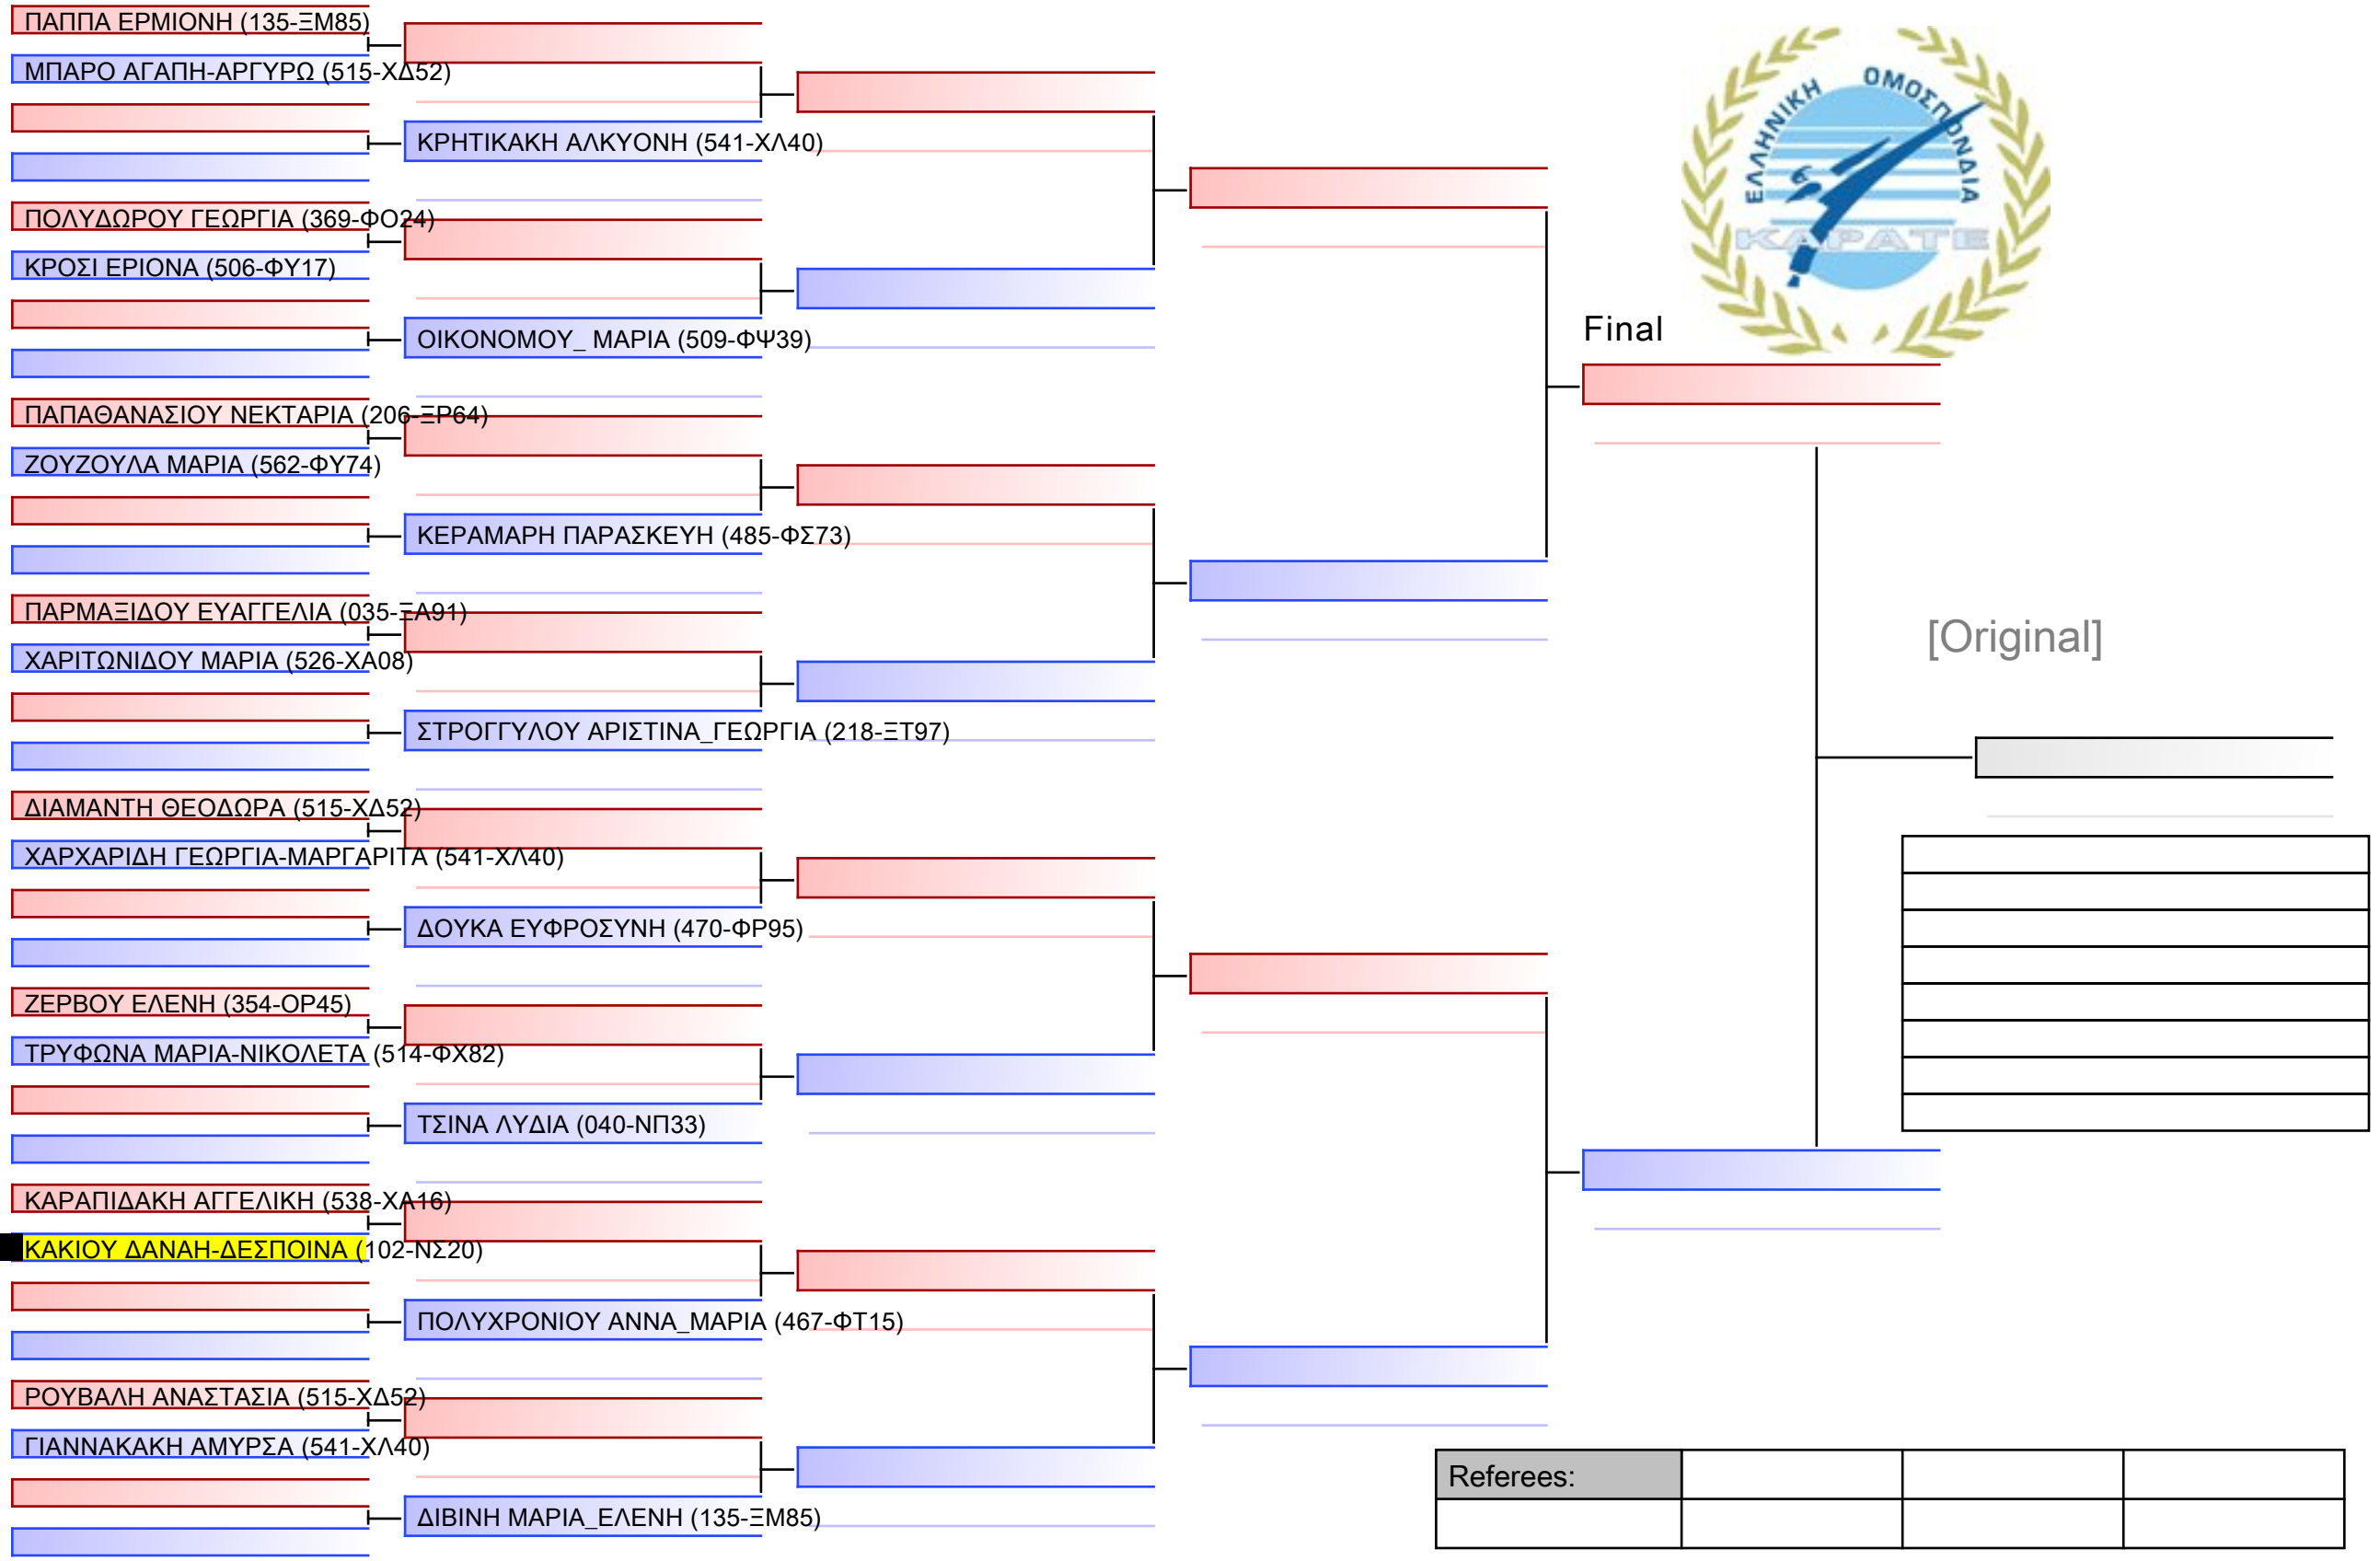 ΠΑΠΠΑ ΕΡΜΙΟΝΗ (135-ΞΜ85)
ΜΠΑΡΟ ΑΓΑΠΗ-ΑΡΓΥΡΩ (515-ΧΔ52)
ΚΡΗΤΙΚΑΚΗ ΑΛΚΥΟΝΗ (541-ΧΛ40)
ΠΟΛΥΔΩΡΟΥ ΓΕΩΡΓΙΑ (369-ΦΟ24)
ΚΡΟΣΙ ΕΡΙΟΝΑ (506-ΦΥ17)
ΟΙΚΟΝΟΜΟΥ_ ΜΑΡΙΑ (509-ΦΨ39)
ΠΑΠΑΘΑΝΑΣΙΟΥ ΝΕΚΤΑΡΙΑ (206-ΞΡ64)
ΖΟΥΖΟΥΛΑ ΜΑΡΙΑ (562-ΦΥ74)
ΚΕΡΑΜΑΡΗ ΠΑΡΑΣΚΕΥΗ (485-ΦΣ73)
ΠΑΡΜΑΞΙΔΟΥ ΕΥΑΓΓΕΛΙΑ (035-ΞΑ91)
ΧΑΡΙΤΩΝΙΔΟΥ ΜΑΡΙΑ (526-ΧΑ08)
ΣΤΡΟΓΓΥΛΟΥ ΑΡΙΣΤΙΝΑ_ΓΕΩΡΓΙΑ (218-ΞΤ97)
ΔΙΑΜΑΝΤΗ ΘΕΟΔΩΡΑ (515-ΧΔ52)
ΧΑΡΧΑΡΙΔΗ ΓΕΩΡΓΙΑ-ΜΑΡΓΑΡΙΤΑ (541-ΧΛ40)
ΔΟΥΚΑ ΕΥΦΡΟΣΥΝΗ (470-ΦΡ95)
ΖΕΡΒΟΥ ΕΛΕΝΗ (354-ΟΡ45)
ΤΡΥΦΩΝΑ ΜΑΡΙΑ-ΝΙΚΟΛΕΤΑ (514-ΦΧ82)
ΤΣΙΝΑ ΛΥΔΙΑ (040-ΝΠ33)
ΚΑΡΑΠΙΔΑΚΗ ΑΓΓΕΛΙΚΗ (538-ΧΑ16)
ΚΑΚΙΟΥ ΔΑΝΑΗ-ΔΕΣΠΟΙΝΑ (102-ΝΣ20)
ΠΟΛΥΧΡΟΝΙΟΥ ΑΝΝΑ_ΜΑΡΙΑ (467-ΦΤ15)
ΡΟΥΒΑΛΗ ΑΝΑΣΤΑΣΙΑ (515-ΧΔ52)
ΓΙΑΝΝΑΚΑΚΗ ΑΜΥΡΣΑ (541-ΧΛ40)
ΔΙΒΙΝΗ ΜΑΡΙΑ_ΕΛΕΝΗ (135-ΞΜ85)
ΕΛΛΗΝΙΚΗ ΟΜΟΣΠΟΝΔΙΑ
ΚΑΡΑΤΕ
Final
[Original]
Referees: